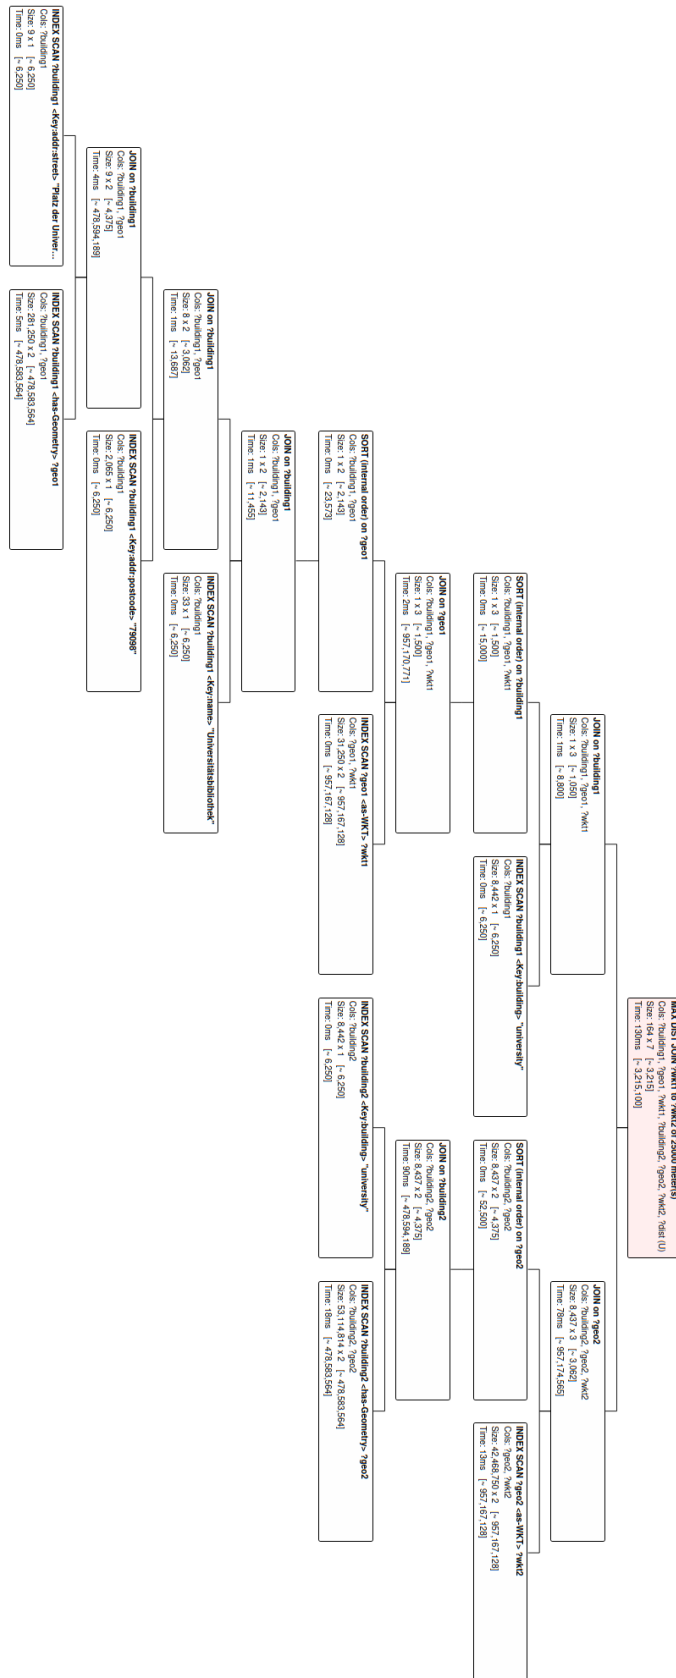 MAX DIST JOIN ?wkt1 to ?wkt2 of 25000 meter(s)
Cols: ?building1, ?geo1, ?wkt1, ?building2, ?geo2, ?wkt2, ?dist (U)
Size: 164 x 7 [~ 3,215]
Time: 130ms [~ 3,215,100]
JOIN on ?building1
Cols: ?building1, ?geo1, ?wkt1
Size: 1 x 3 [~ 1,050]
Time: 1ms [~ 8,800]
JOIN on ?geo2
Cols: ?building2, ?geo2, ?wkt2
Size: 8,437 x 3 [~ 3,062]
Time: 78ms [~ 957,174,565]
SORT (internal order) on ?building1
Cols: ?building1, ?geo1, ?wkt1
Size: 1 x 3 [~ 1,500]
Time: 0ms [~ 15,000]
INDEX SCAN ?building1 <Key:building> "university"
Cols: ?building1
Size: 8,442 x 1 [~ 6,250]
Time: 0ms [~ 6,250]
SORT (internal order) on ?geo2
Cols: ?building2, ?geo2
Size: 8,437 x 2 [~ 4,375]
Time: 0ms [~ 52,500]
INDEX SCAN ?geo2 <as-WKT> ?wkt2
Cols: ?geo2, ?wkt2
Size: 42,468,750 x 2 [~ 957,167,128]
Time: 13ms [~ 957,167,128]
JOIN on ?geo1
Cols: ?building1, ?geo1, ?wkt1
Size: 1 x 3 [~ 1,500]
Time: 2ms [~ 957,170,771]
JOIN on ?building2
Cols: ?building2, ?geo2
Size: 8,437 x 2 [~ 4,375]
Time: 90ms [~ 478,594,189]
SORT (internal order) on ?geo1
Cols: ?building1, ?geo1
Size: 1 x 2 [~ 2,143]
Time: 0ms [~ 23,573]
INDEX SCAN ?geo1 <as-WKT> ?wkt1
Cols: ?geo1, ?wkt1
Size: 31,250 x 2 [~ 957,167,128]
Time: 0ms [~ 957,167,128]
INDEX SCAN ?building2 <Key:building> "university"
Cols: ?building2
Size: 8,442 x 1 [~ 6,250]
Time: 0ms [~ 6,250]
INDEX SCAN ?building2 <has-Geometry> ?geo2
Cols: ?building2, ?geo2
Size: 53,114,814 x 2 [~ 478,583,564]
Time: 18ms [~ 478,583,564]
JOIN on ?building1
Cols: ?building1, ?geo1
Size: 1 x 2 [~ 2,143]
Time: 1ms [~ 11,455]
JOIN on ?building1
Cols: ?building1, ?geo1
Size: 8 x 2 [~ 3,062]
Time: 1ms [~ 13,687]
INDEX SCAN ?building1 <Key:name> "Universitätsbibliothek"
Cols: ?building1
Size: 33 x 1 [~ 6,250]
Time: 0ms [~ 6,250]
JOIN on ?building1
Cols: ?building1, ?geo1
Size: 9 x 2 [~ 4,375]
Time: 4ms [~ 478,594,189]
INDEX SCAN ?building1 <Key:addr:postcode> "79098"
Cols: ?building1
Size: 2,065 x 1 [~ 6,250]
Time: 0ms [~ 6,250]
INDEX SCAN ?building1 <Key:addr:street> "Platz der Univer...
Cols: ?building1
Size: 9 x 1 [~ 6,250]
Time: 0ms [~ 6,250]
INDEX SCAN ?building1 <has-Geometry> ?geo1
Cols: ?building1, ?geo1
Size: 281,250 x 2 [~ 478,583,564]
Time: 5ms [~ 478,583,564]